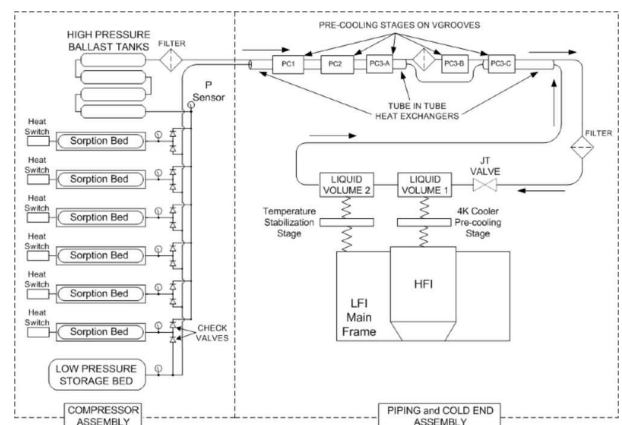 HIGH PRESSURE
BALLAST TANKS
FILTER
PRE-COOLING STAGES ON VGROOVES
PC1
PC2
PC3-A
PC3-B
PC3-C
P
Sensor
TUBE IN TUBE
HEAT EXCHANGERS
FILTER
Heat
Switch
Sorption Bed
Heat
Switch
Sorption Bed
Heat
Switch
Sorption Bed
Heat
Switch
Sorption Bed
Heat
Switch
Sorption Bed
Heat
Switch
Sorption Bed
CHECK
VALVES
LOW PRESSURE
STORAGE BED
LIQUID
VOLUME 2
LIQUID
VOLUME 1
JT
VALVE
Temperature
Stabilization
Stage
4K Cooler
Pre-cooling
Stage
HFI
LFI
Main
Frame
COMPRESSOR
ASSEMBLY
PIPING and COLD END
ASSEMBLY